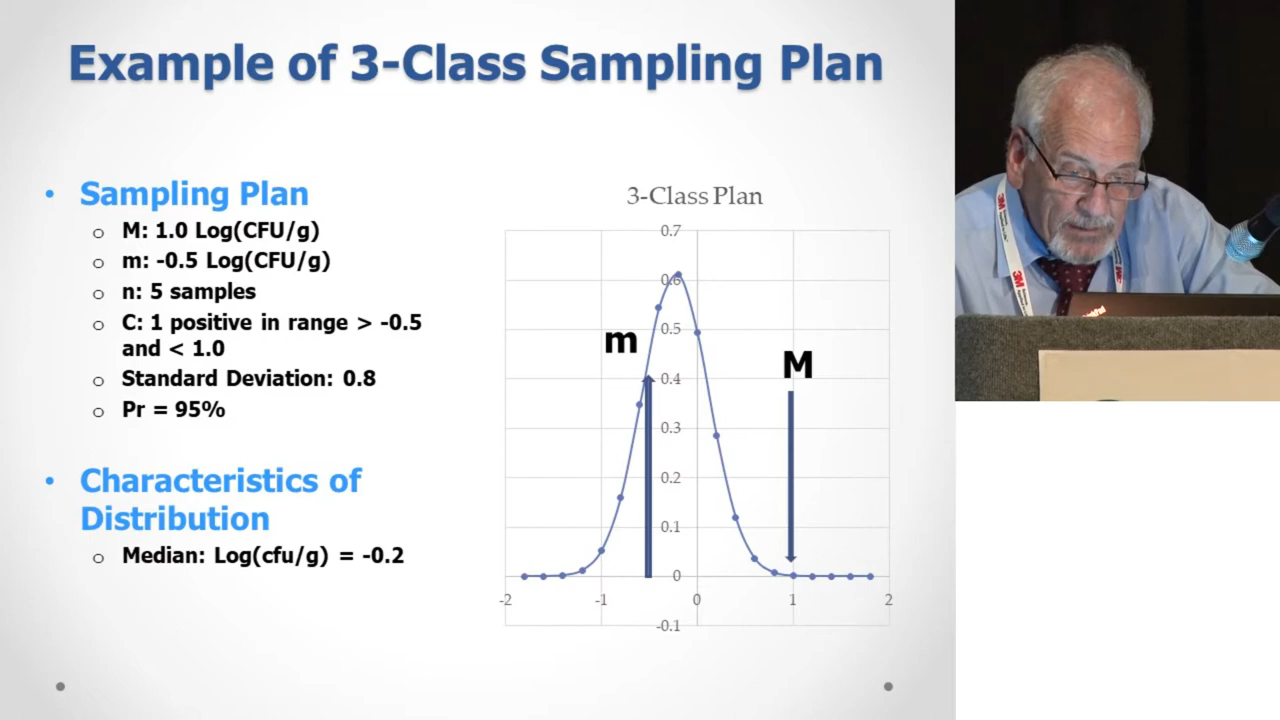 Example of 3-Class Sampling Plan
• Sampling Plan
o M: 1.0 Log(CFU/g)
o m: -0.5 Log(CFU/g)
o n: 5 samples
o C: 1 positive in range > -0.5
and < 1.0
o Standard Deviation: 0.8
o Pr = 95%
• Characteristics of
Distribution
o Median: Log(cfu/g) = -0.2
3-Class Plan
0.7
0.6
0.5
0.4
0.3
0.2
0.1
0
-0.1
-2 -1 0 1 2
m
M
3M
3M
3M